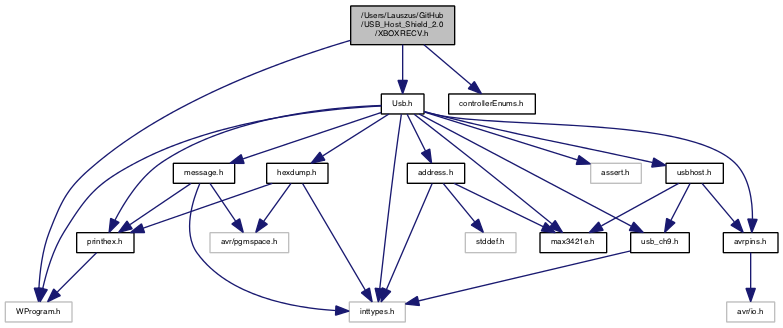 /Users/Lauszus/GitHub
/USB_Host_Shield_2.0
/XBOXRECV.h
Usb.h
controllerEnums.h
message.h
hexdump.h
address.h
assert.h
usbhost.h
printhex.h
avr/pgmspace.h
stddef.h
max3421e.h
usb_ch9.h
avrpins.h
WProgram.h
inttypes.h
avr/io.h